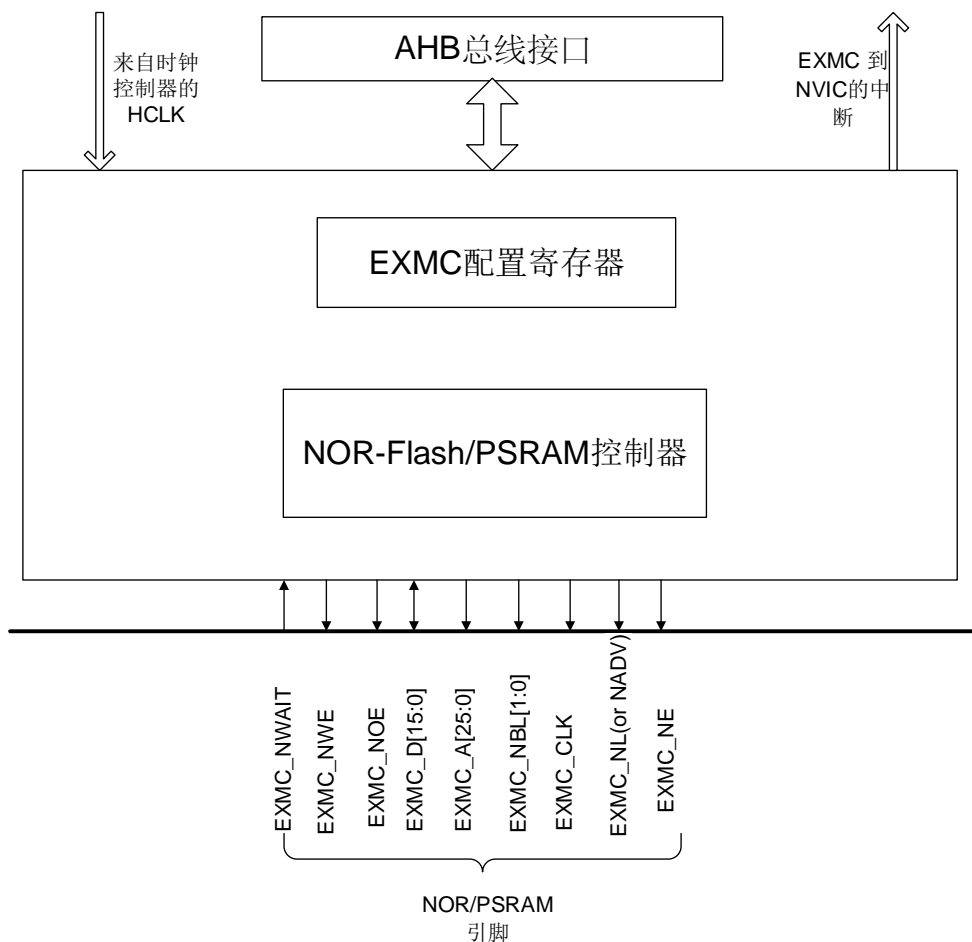 AHB总线接口
来自时钟
控制器的
HCLK
EXMC 到
NVIC的中
断
EXMC配置寄存器
NOR-Flash/PSRAM控制器
EXMC_NWAIT
EXMC_NWE
EXMC_NOE
EXMC_D[15:0]
EXMC_A[25:0]
EXMC_NBL[1:0]
EXMC_CLK
EXMC_NL(or NADV)
EXMC_NE
NOR/PSRAM
引脚